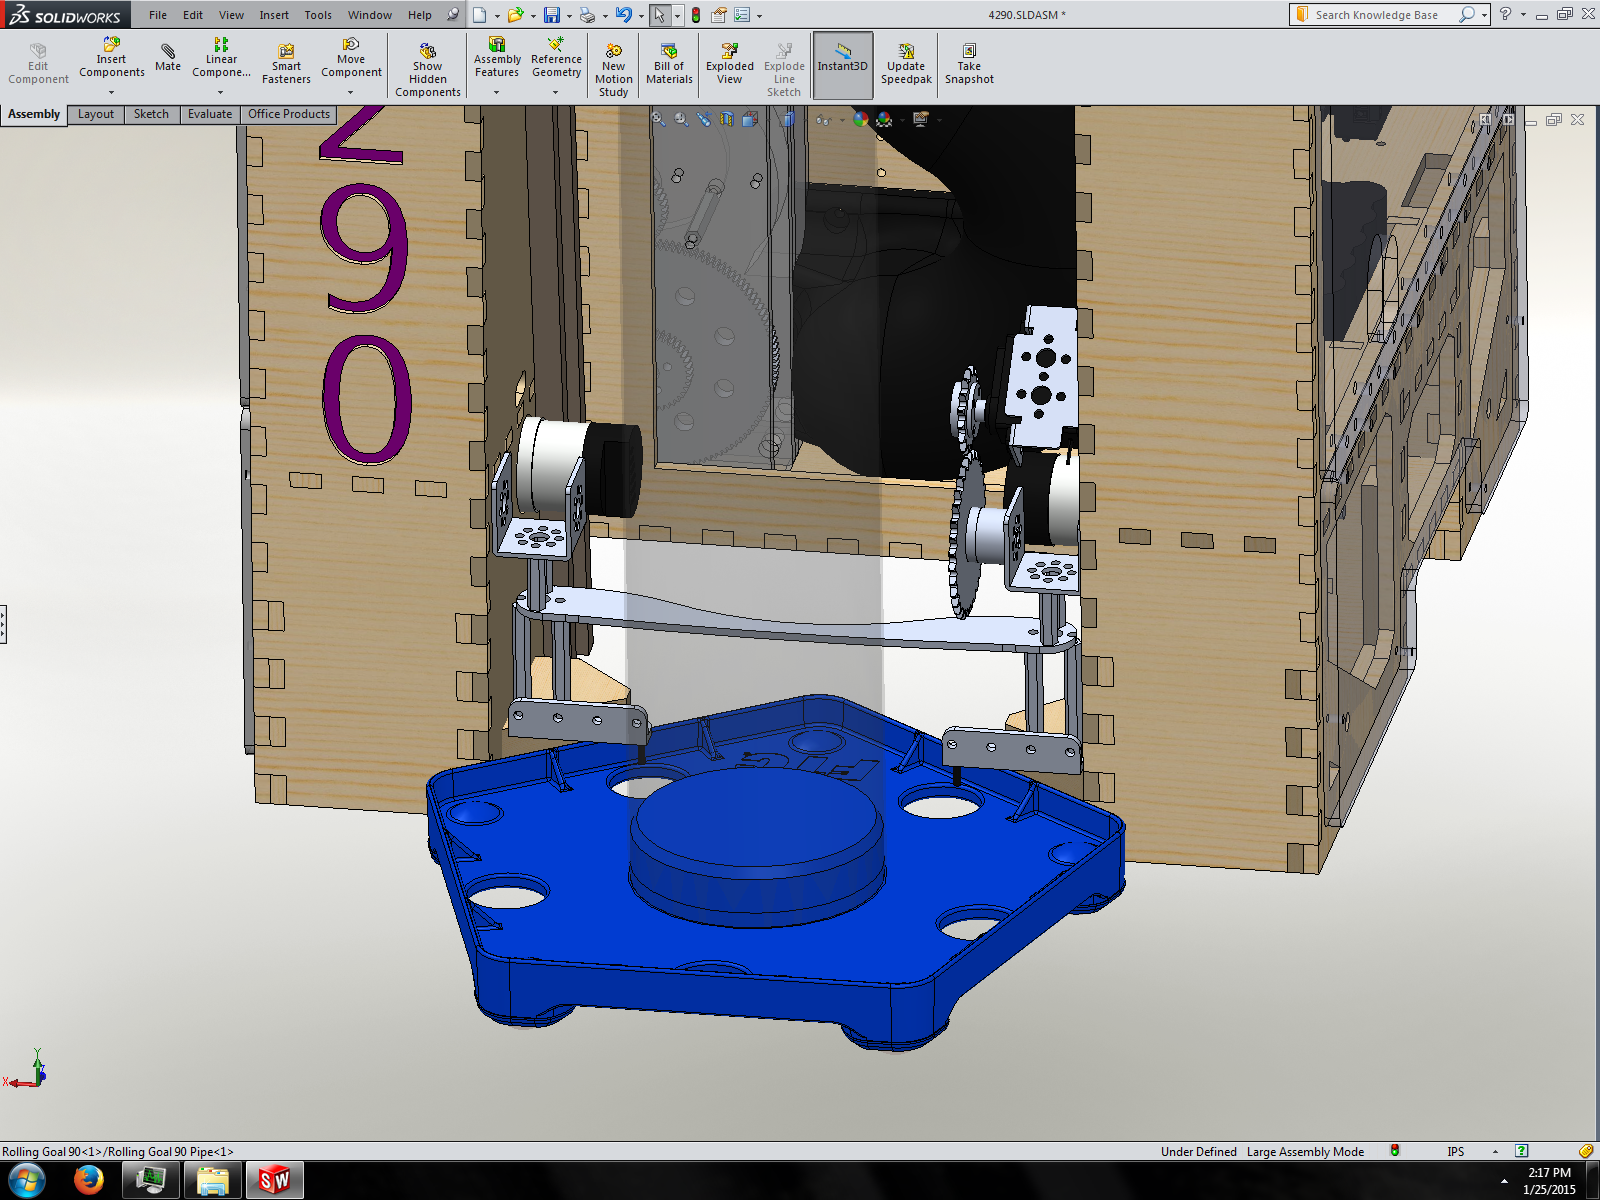 SOLIDWORKS File Edit View Insert Tools Window Help 4290.SLDASM * Search Knowledge Base ?
Edit Component
Insert Components
Mate
Linear Compone...
Smart Fasteners
Move Component
Show Hidden Components
Assembly Features
Reference Geometry
New Motion Study
Bill of Materials
Exploded View
Explode Line Sketch
Instant3D
Update Speedpak
Take Snapshot
Assembly Layout Sketch Evaluate Office Products
2
9
0
Y
X
Rolling Goal 90<1>/Rolling Goal 90 Pipe<1> Under Defined Large Assembly Mode IPS ?
SW
2:17 PM
1/25/2015